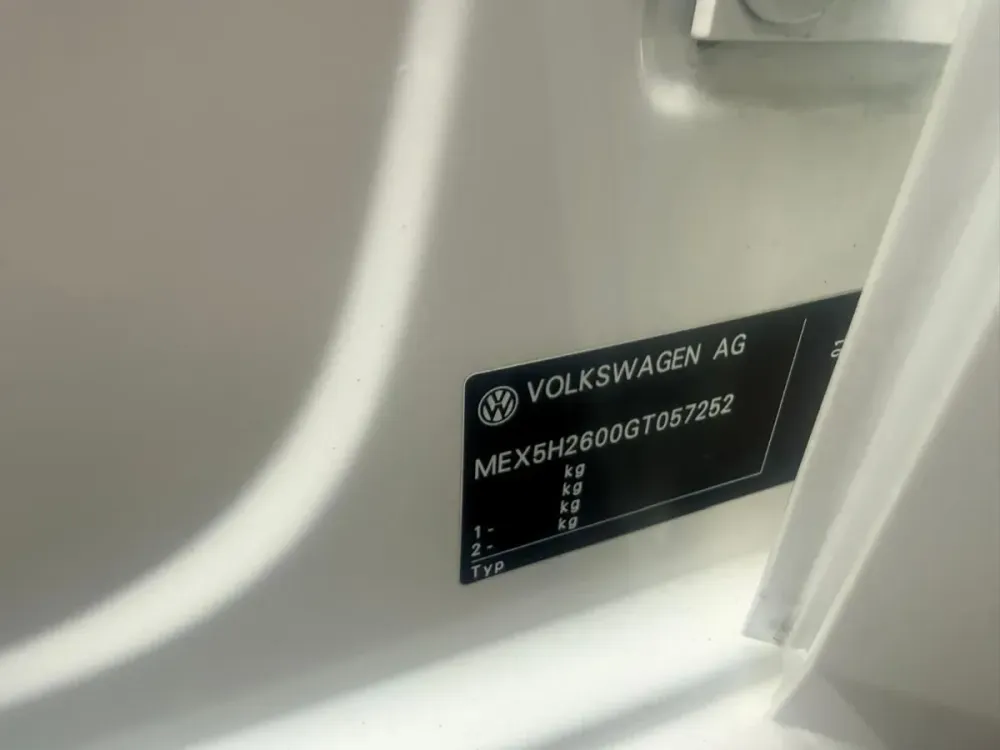 VOLKSWAGEN AG
MEX5H2600GT057252
kg
kg
1- kg
2- kg
Typ